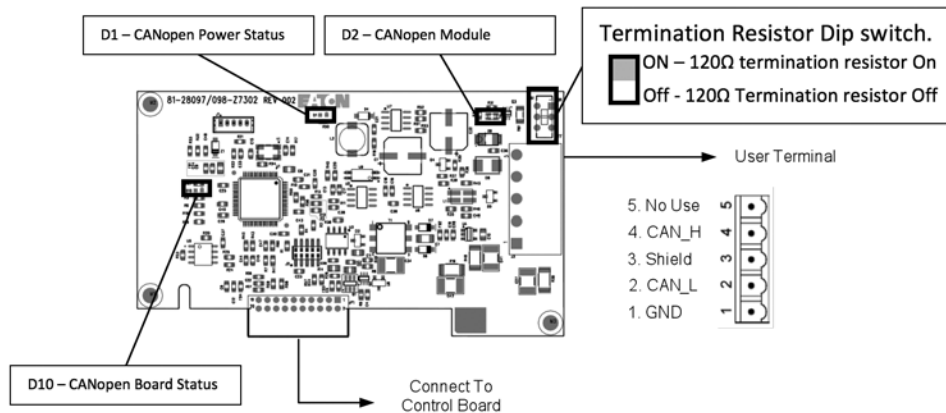 D1 – CANopen Power Status
D2 – CANopen Module
Termination Resistor Dip switch.
ON – 120Ω termination resistor On
Off - 120Ω Termination resistor Off
81-28097/098-Z7302 REV 002
EATON
User Terminal
5. No Use
4. CAN_H
3. Shield
2. CAN_L
1. GND
5
4
3
2
1
D10 – CANopen Board Status
Connect To
Control Board